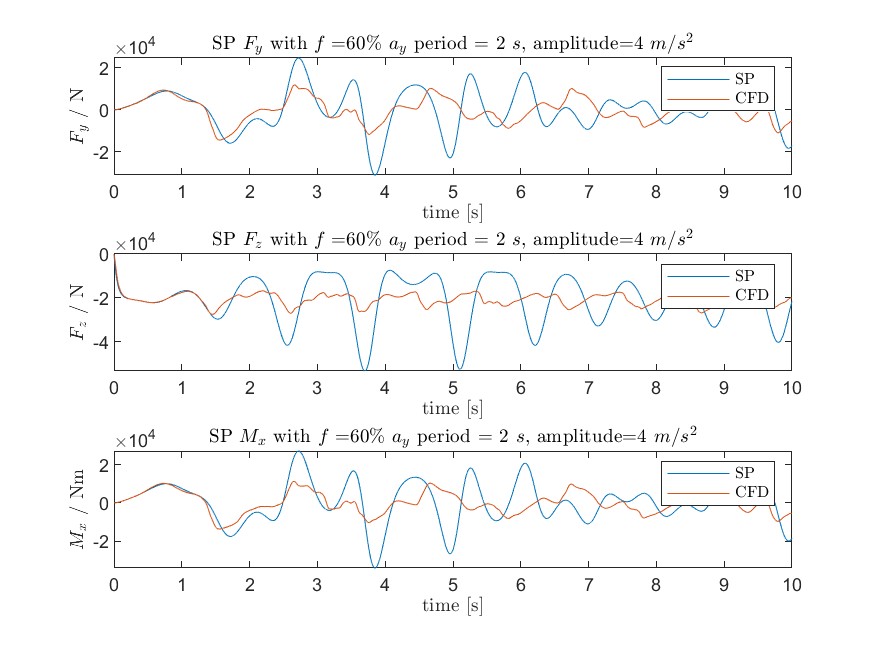 SP F_y with f =60% a_y period = 2 s, amplitude=4 m/s^2
×10^4
2
0
-2
F_y / N
SP
CFD
0 1 2 3 4 5 6 7 8 9 10
time [s]
SP F_z with f =60% a_y period = 2 s, amplitude=4 m/s^2
×10^4
0
-2
-4
F_z / N
SP
CFD
0 1 2 3 4 5 6 7 8 9 10
time [s]
SP M_x with f =60% a_y period = 2 s, amplitude=4 m/s^2
×10^4
2
0
-2
M_x / Nm
SP
CFD
0 1 2 3 4 5 6 7 8 9 10
time [s]